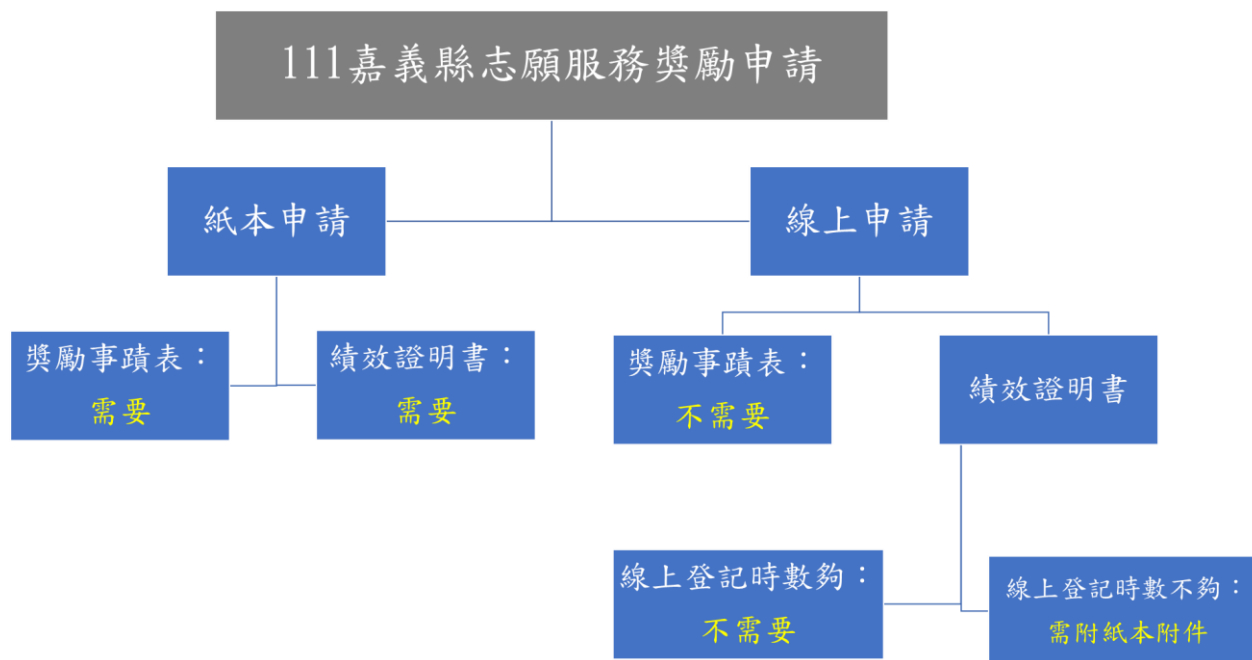 111嘉義縣志願服務獎勵申請
紙本申請
線上申請
獎勵事蹟表：
需要
績效證明書：
需要
獎勵事蹟表：
不需要
績效證明書
線上登記時數夠：
不需要
線上登記時數不夠：
需附紙本附件